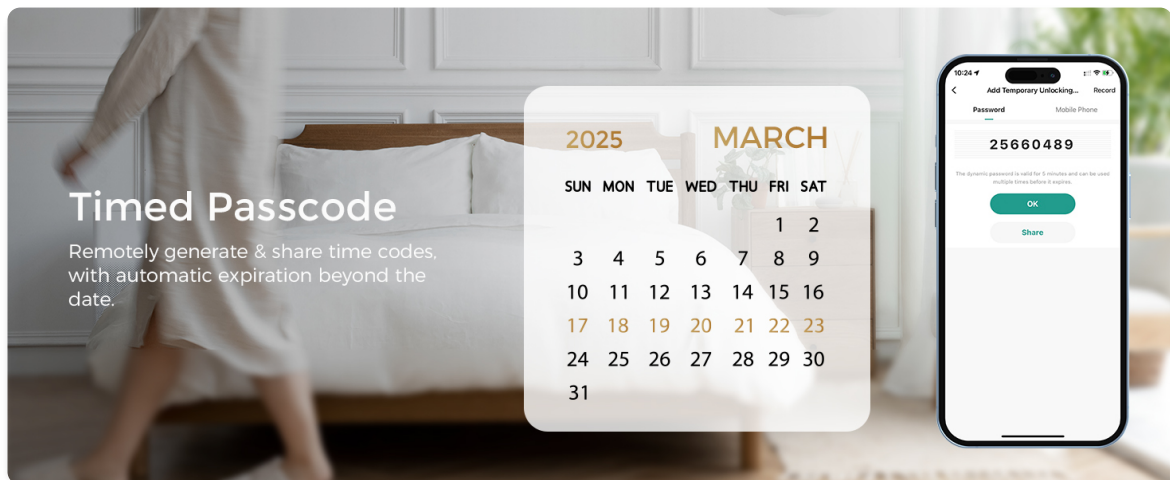 Timed Passcode
Remotely generate & share time codes,
with automatic expiration beyond the
date.
2025 MARCH
SUN MON TUE WED THU FRI SAT
1 2
3 4 5 6 7 8 9
10 11 12 13 14 15 16
17 18 19 20 21 22 23
24 25 26 27 28 29 30
31
10:24
Add Temporary Unlocking... Record
Password Mobile Phone
25660489
The dynamic password is valid for 5 minutes and can be used
multiple times before it expires.
OK
Share